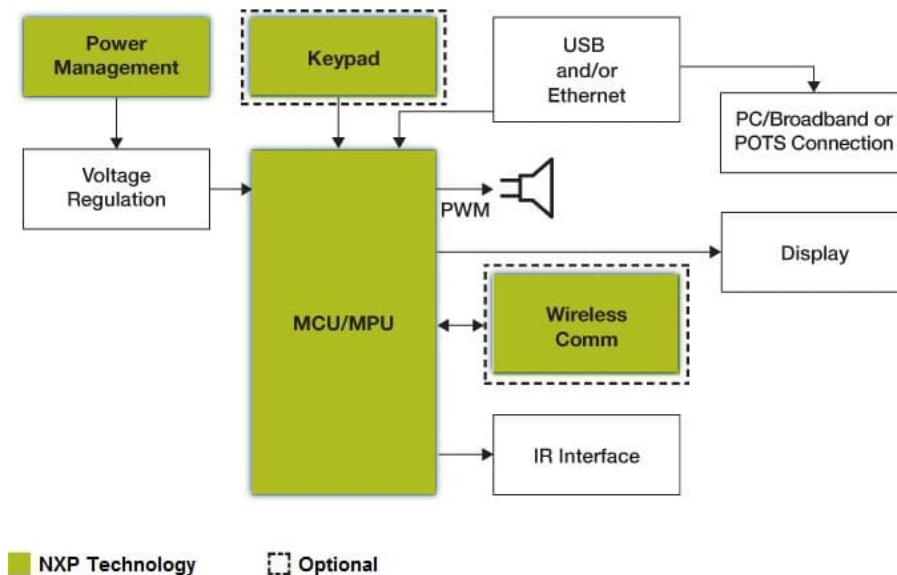 Power
Management
Keypad
USB
and/or
Ethernet
PC/Broadband or
POTS Connection
Voltage
Regulation
PWM
Display
MCU/MPU
Wireless
Comm
IR Interface
NXP Technology
Optional